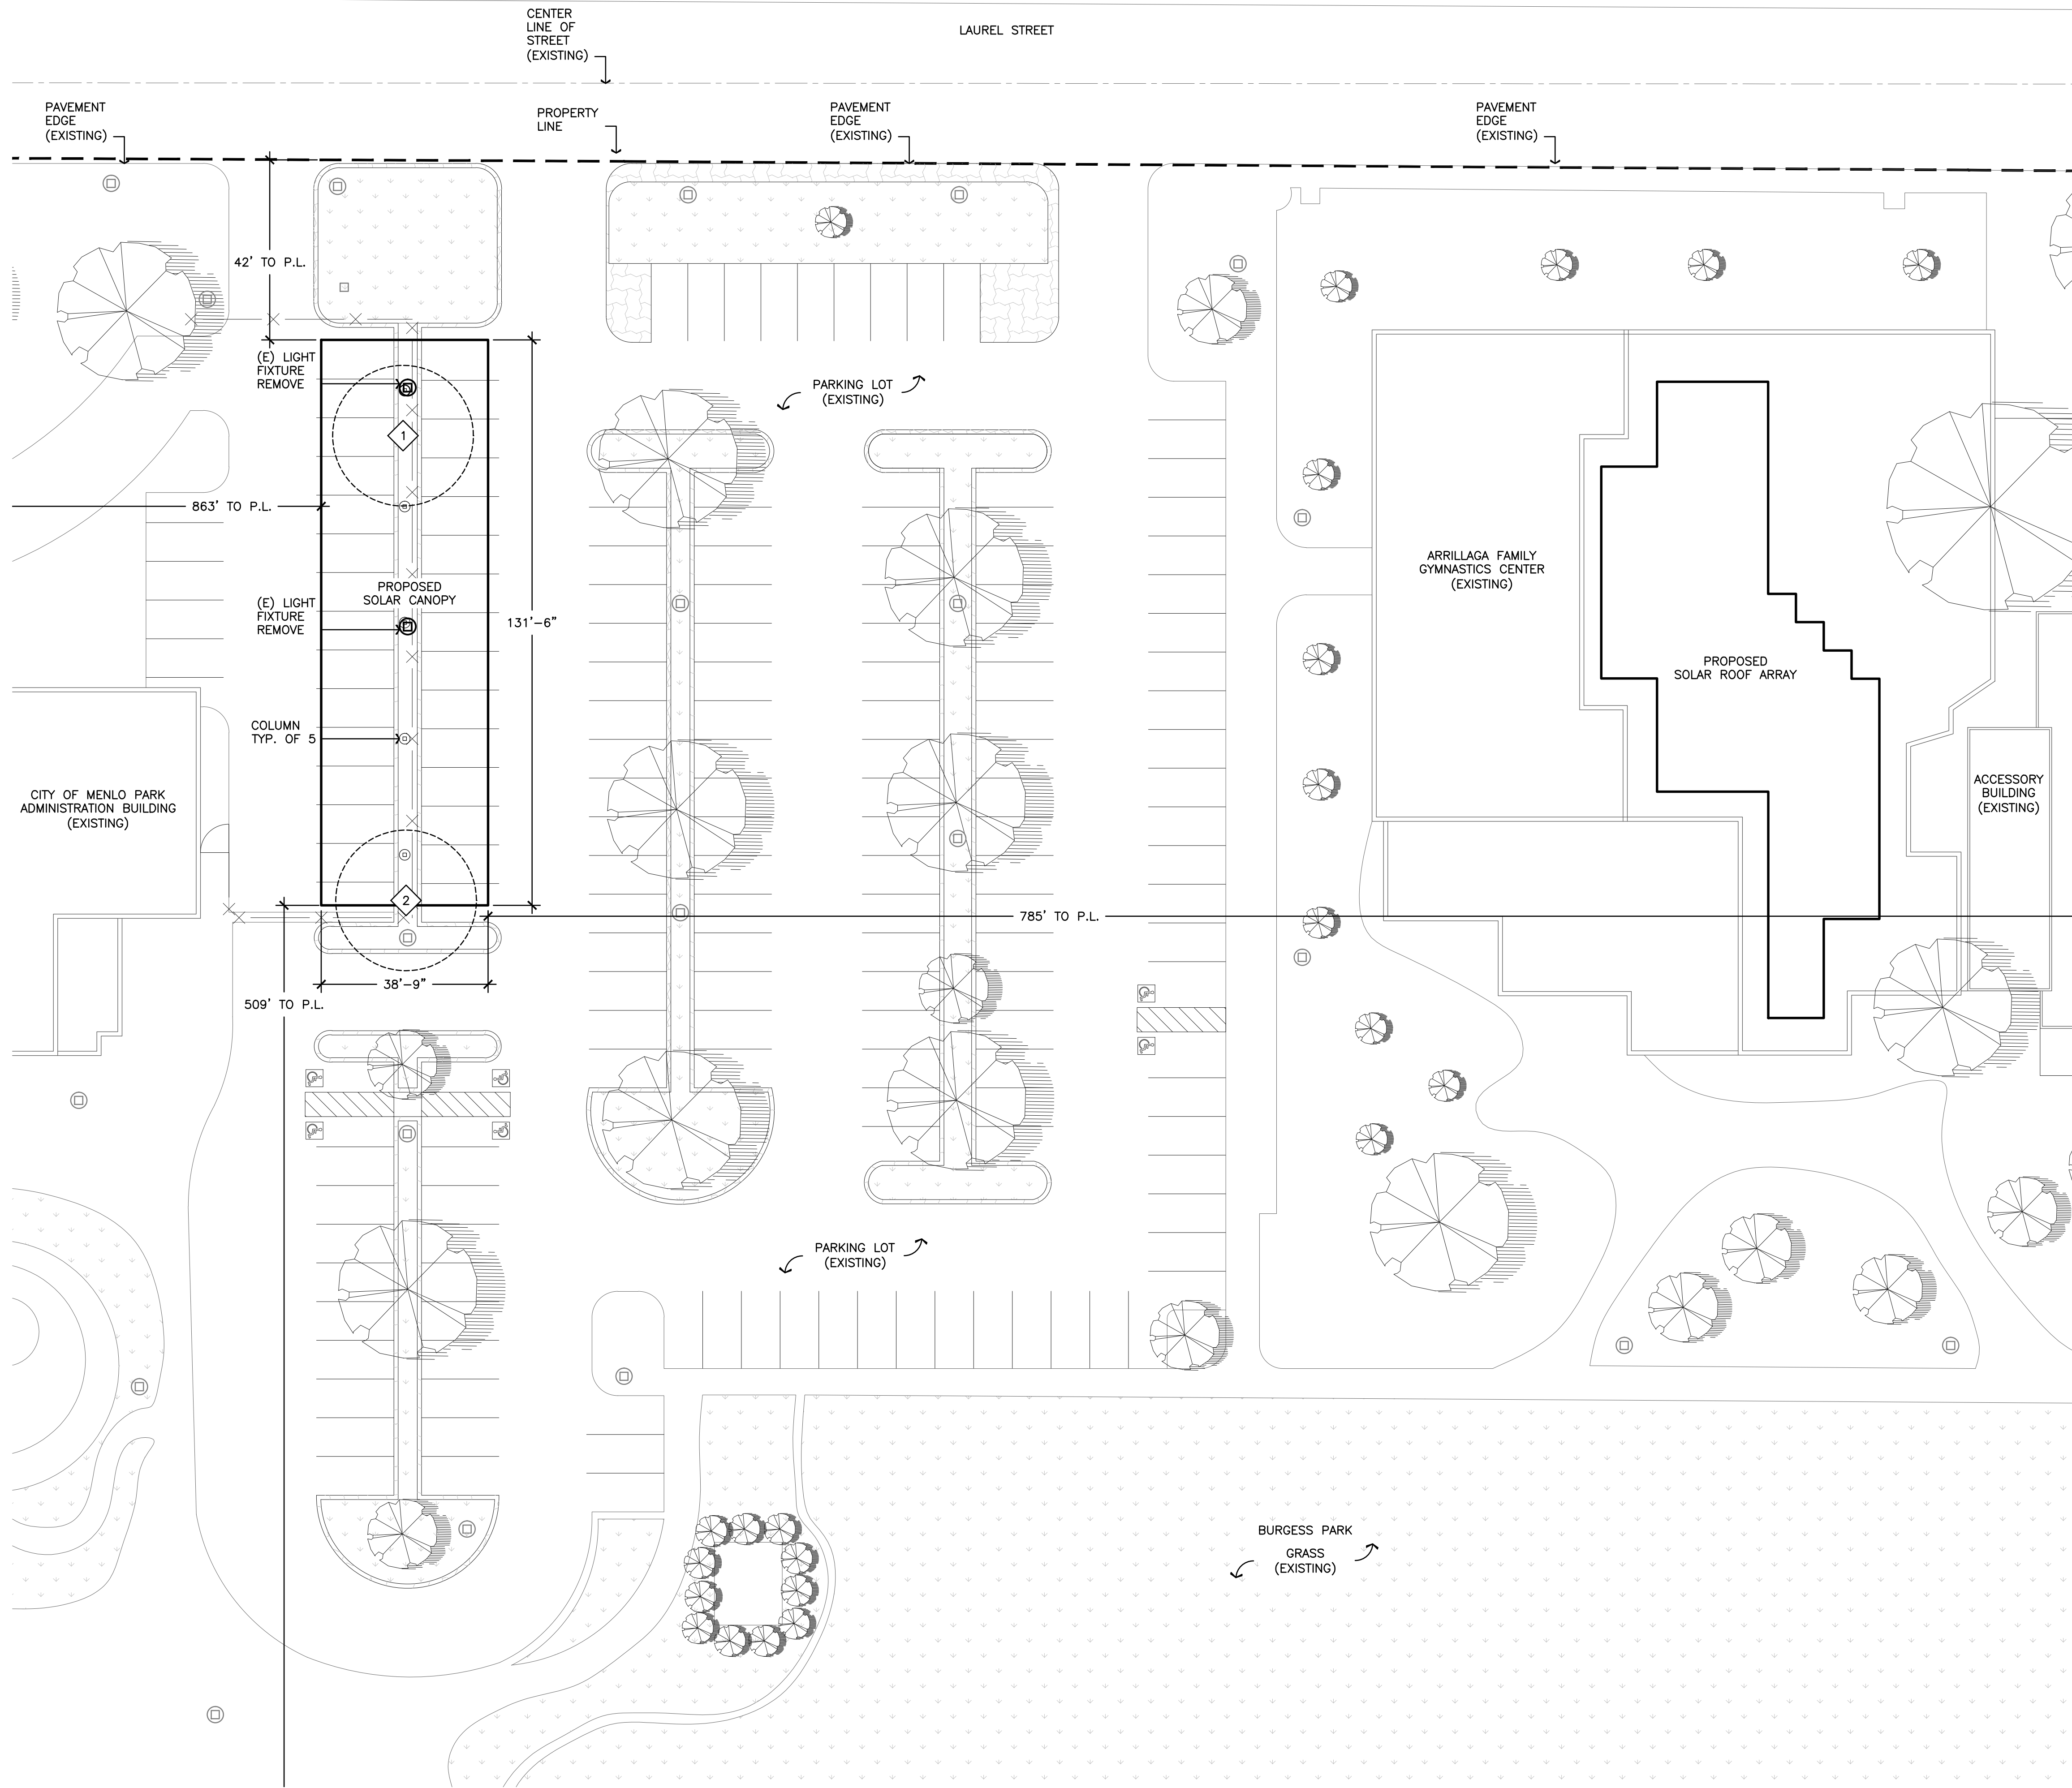 CENTER
LINE OF
STREET
(EXISTING)
LAUREL STREET
PAVEMENT
EDGE
(EXISTING)
PROPERTY
LINE
PAVEMENT
EDGE
(EXISTING)
PAVEMENT
EDGE
(EXISTING)
42' TO P.L.
(E) LIGHT
FIXTURE
REMOVE
1
PARKING LOT
(EXISTING)
863' TO P.L.
PROPOSED
SOLAR CANOPY
(E) LIGHT
FIXTURE
REMOVE
131'-6"
ARRILLAGA FAMILY
GYMNASTICS CENTER
(EXISTING)
PROPOSED
SOLAR ROOF ARRAY
COLUMN
TYP. OF 5
CITY OF MENLO PARK
ADMINISTRATION BUILDING
(EXISTING)
ACCESSORY
BUILDING
(EXISTING)
2
785' TO P.L.
38'-9"
509' TO P.L.
PARKING LOT
(EXISTING)
BURGESS PARK
GRASS
(EXISTING)